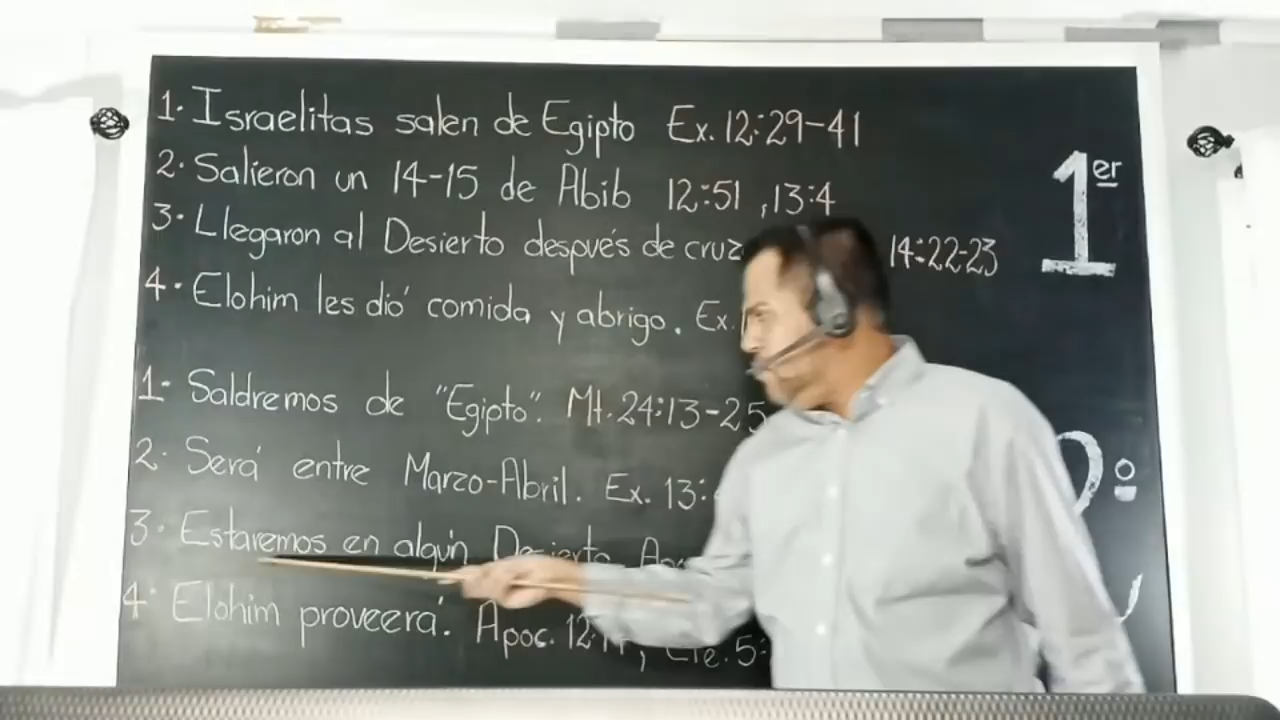 1. Israelitas salen de Egipto Ex. 12:29-41
2. Salieron un 14-15 de Abib 12:51 , 13:4
3. Llegaron al Desierto después de cruz 14:22-23
4. Elohim les dió comida y abrigo. Ex.
1er
1- Saldremos de "Egipto". Mt. 24:13-25
2. Será entre Marzo-Abril. Ex. 13:
3. Estaremos en algún Desierto
4. Elohim proveerá. Apoc. 12:14, 5: